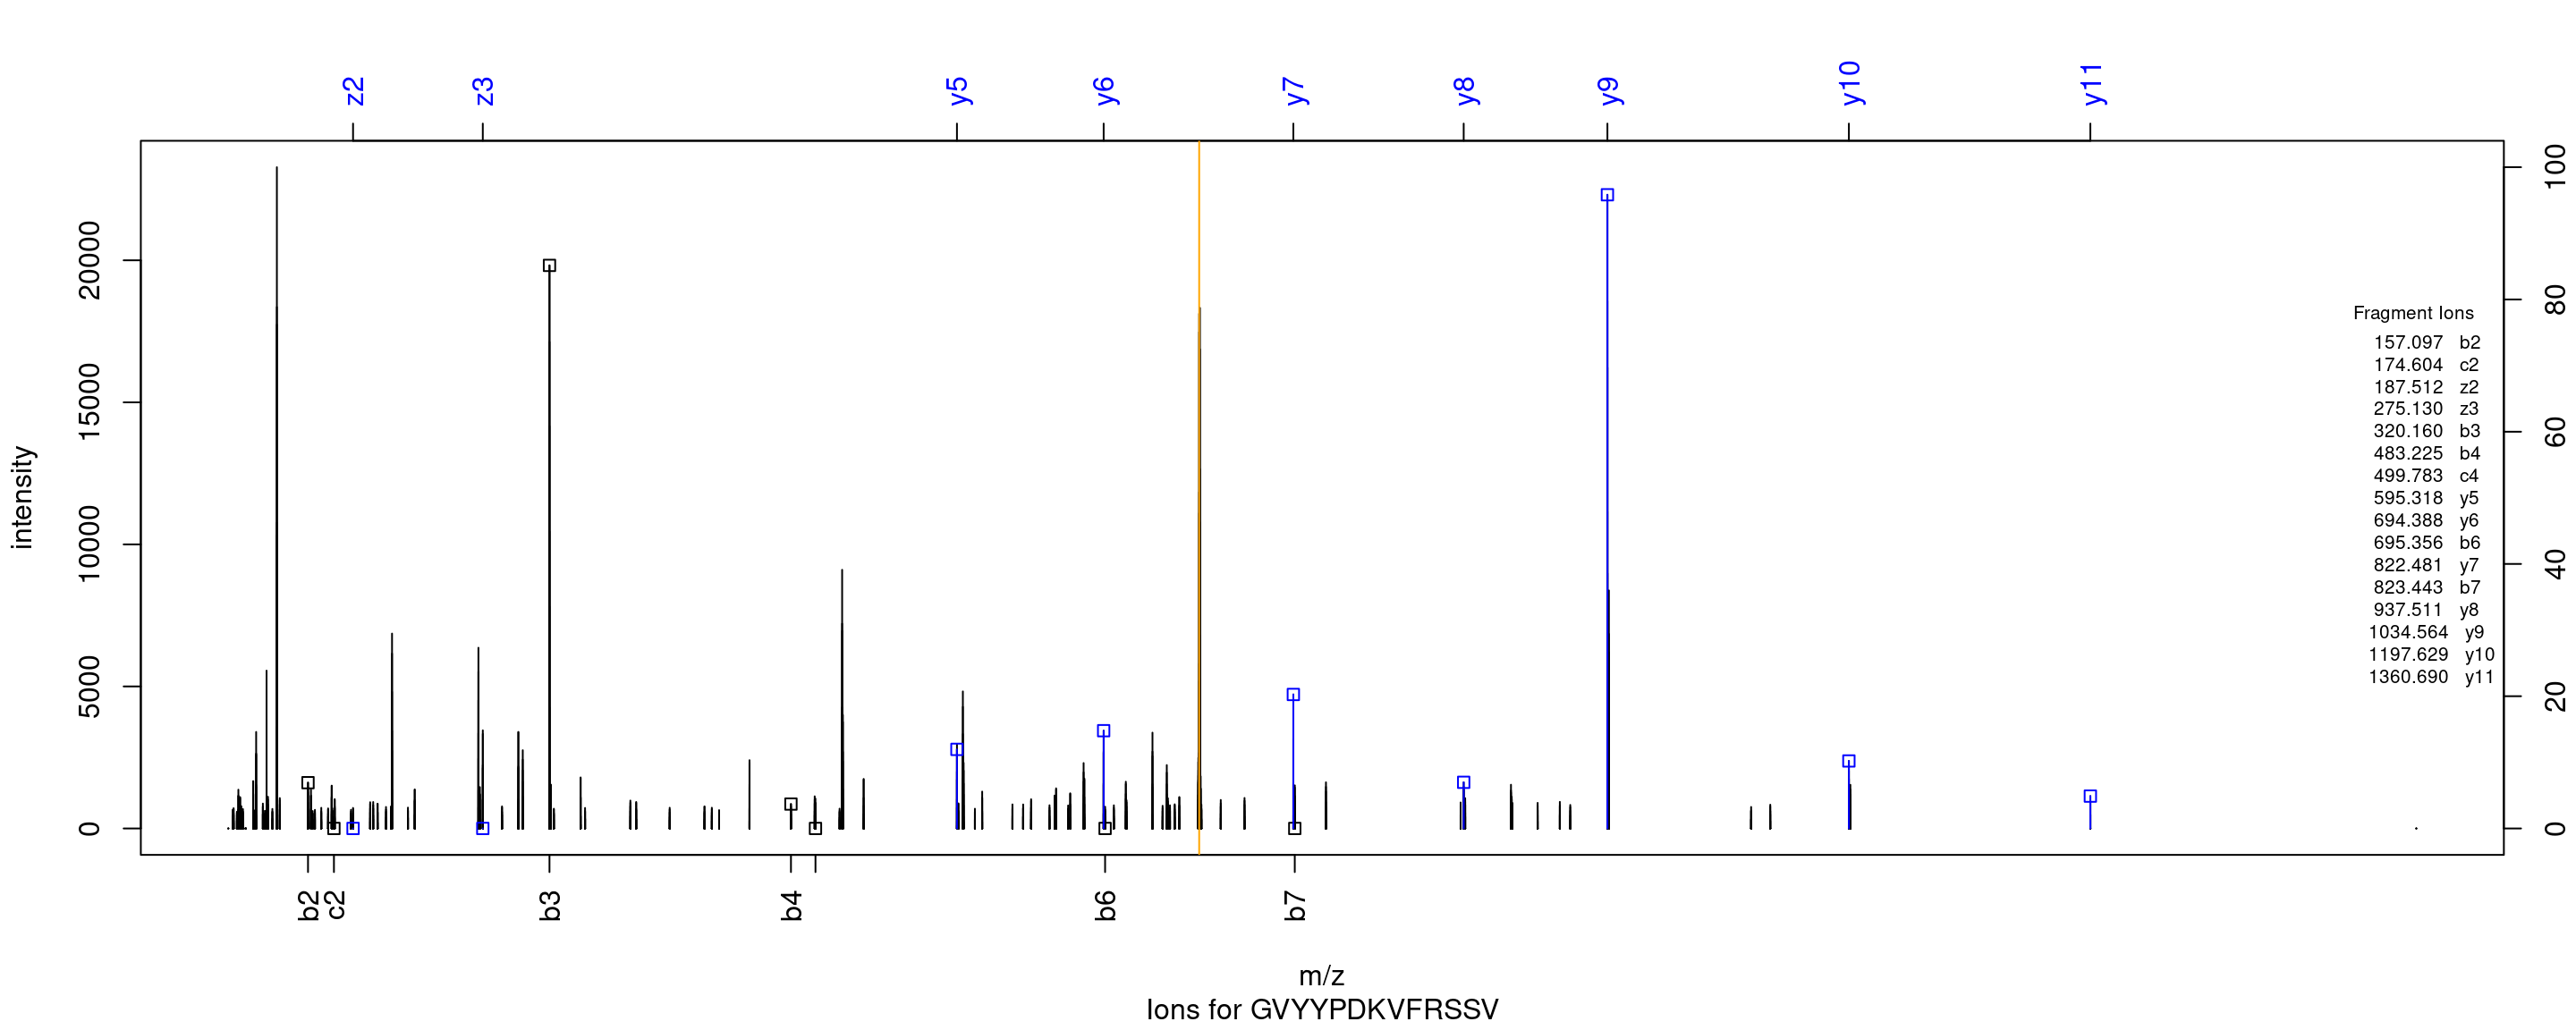 z2 z3 y5 y6 y7 y8 y9 y10 y11
intensity
0 5000 10000 15000 20000
0 20 40 60 80 100
Fragment Ions
157.097 b2
174.604 c2
187.512 z2
275.130 z3
320.160 b3
483.225 b4
499.783 c4
595.318 y5
694.388 y6
695.356 b6
822.481 y7
823.443 b7
937.511 y8
1034.564 y9
1197.629 y10
1360.690 y11
b2 c2 b3 b4 b6 b7
m/z
Ions for GVYYPDKVFRSSV